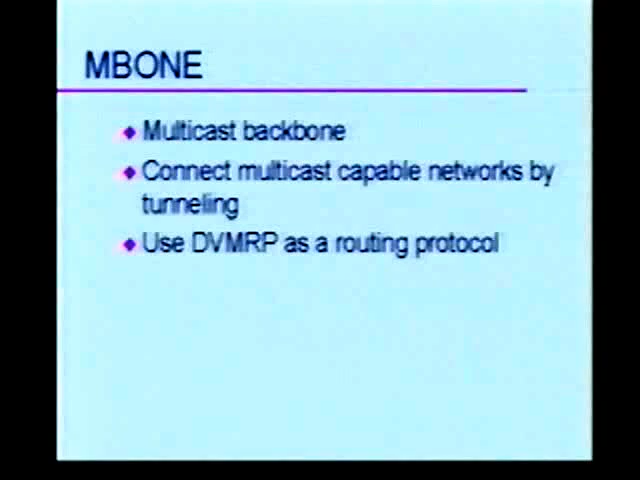 MBONE
Multicast backbone
Connect multicast capable networks by
tunneling
Use DVMRP as a routing protocol